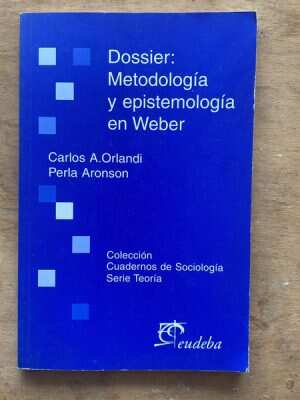 Dossier:
Metodología
y epistemología
en Weber
Carlos A.Orlandi
Perla Aronson
Colección
Cuadernos de Sociología
Serie Teoría
eudeba